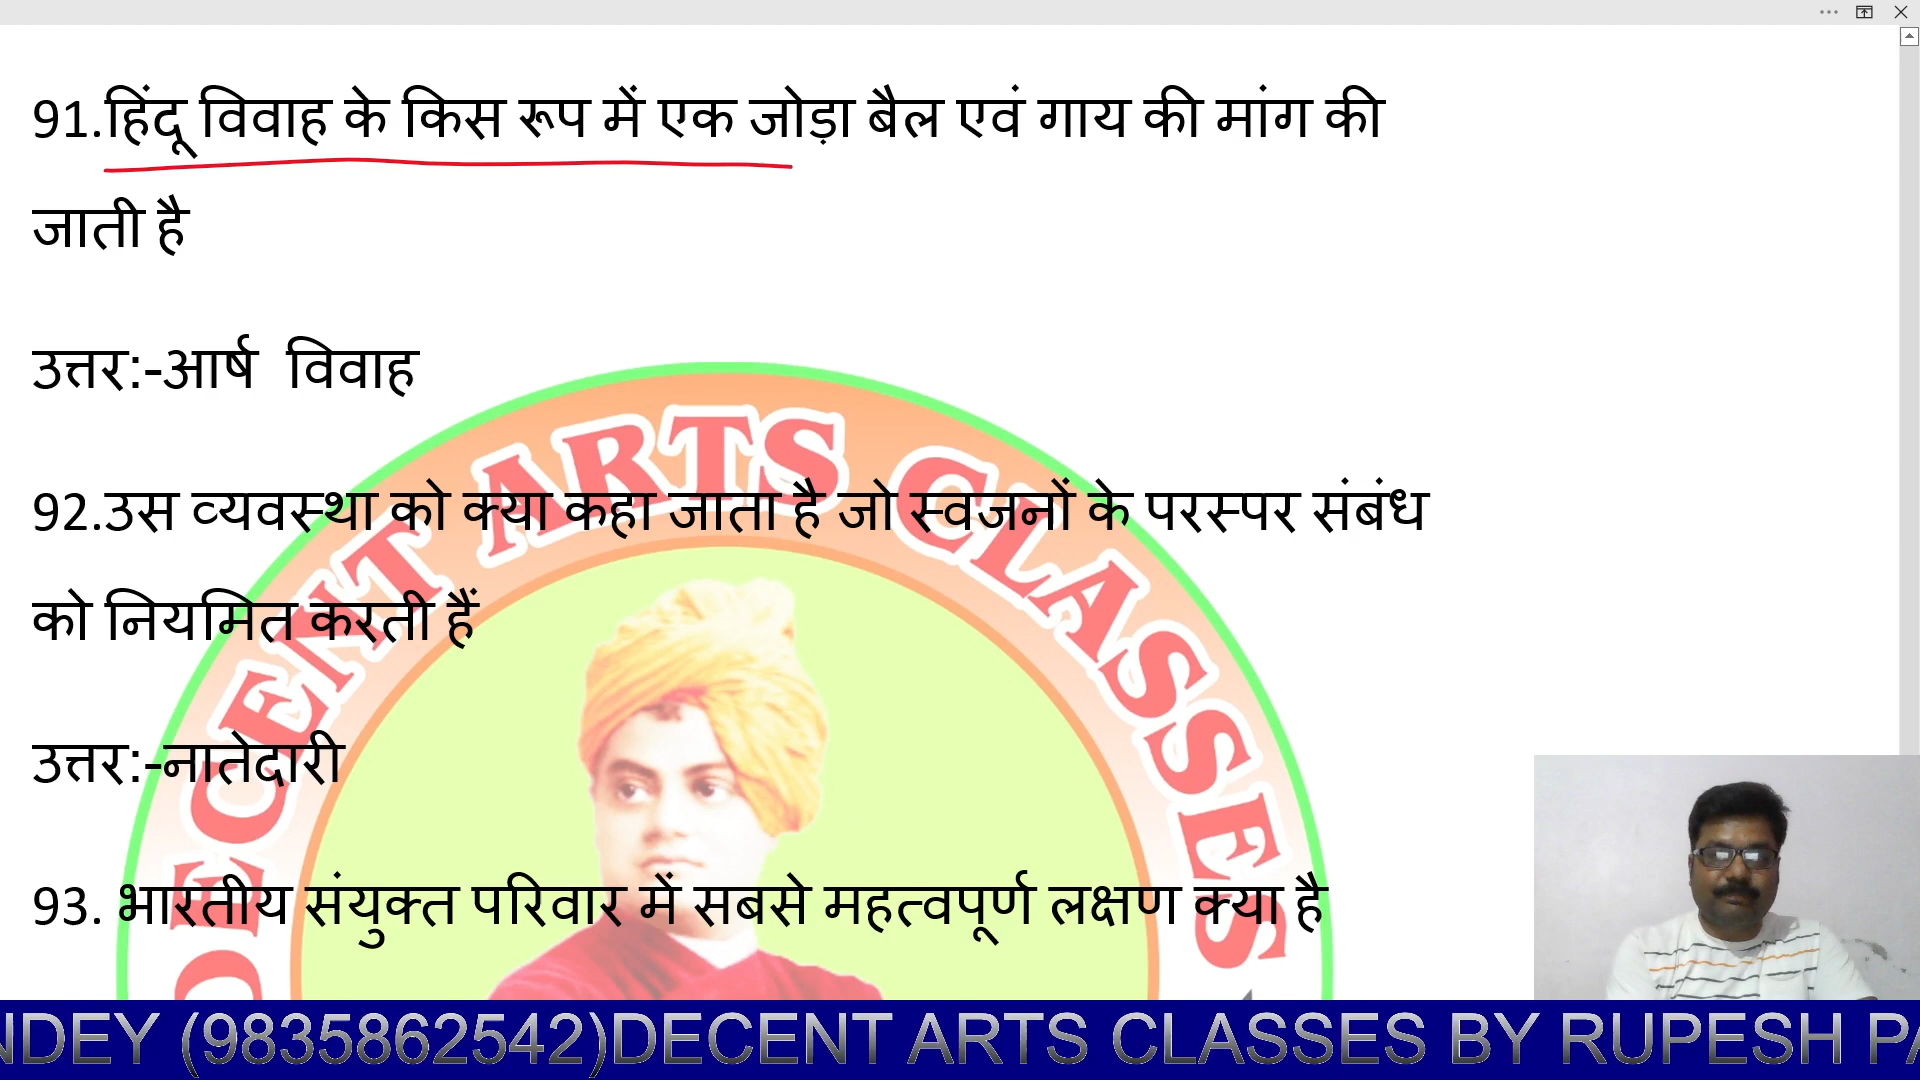 91.हिंदू विवाह के किस रूप में एक जोड़ा बैल एवं गाय की मांग की
जाती है
उत्तर:-आर्ष विवाह
DECENT ARTS CLASSES
92.उस व्यवस्था को क्या कहा जाता है जो स्वजनों के परस्पर संबंध
को नियमित करती हैं
उत्तर:-नातेदारी
93. भारतीय संयुक्त परिवार में सबसे महत्वपूर्ण लक्षण क्या है
NDEY (9835862542)DECENT ARTS CLASSES BY RUPESH PA